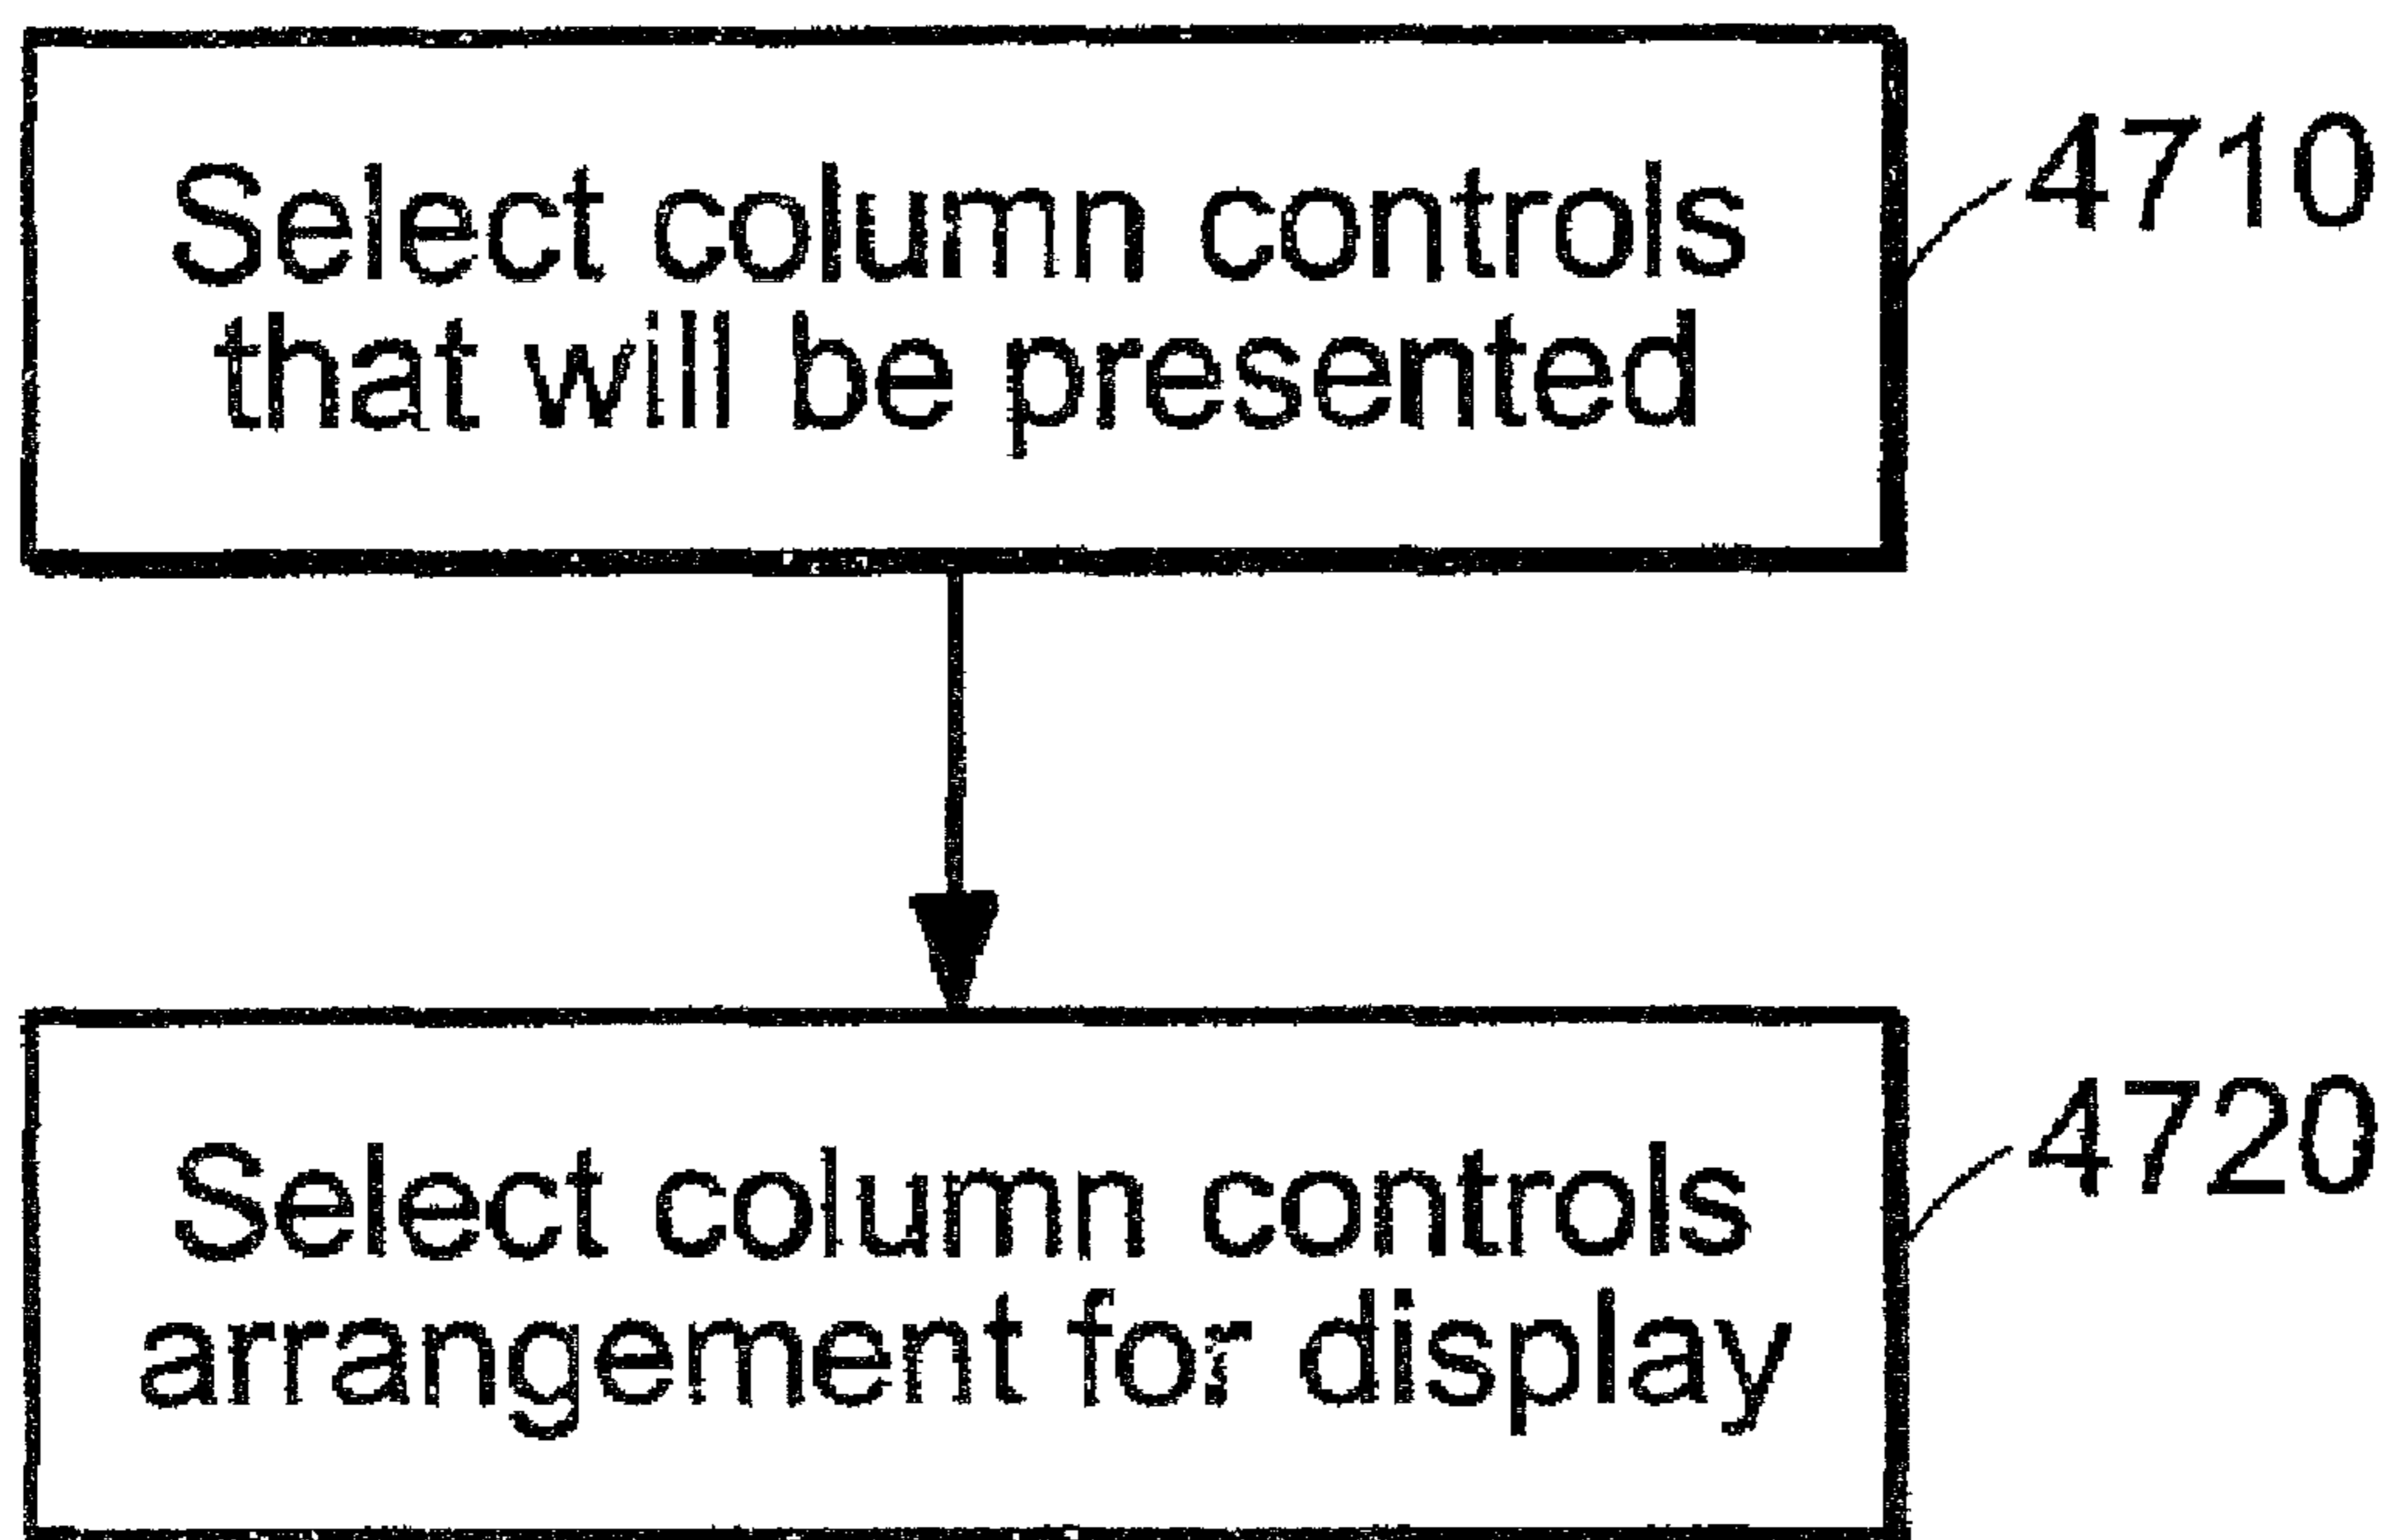 Select column controls
that will be presented
4710
Select column controls
arrangement for display
4720